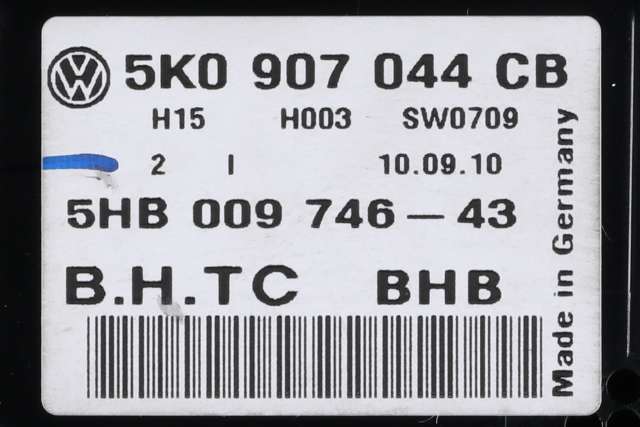 5K0 907 044 CB
H15 H003 SW0709
2 I 10.09.10
5HB 009 746 - 43
B.H.TC BHB
Made in Germany